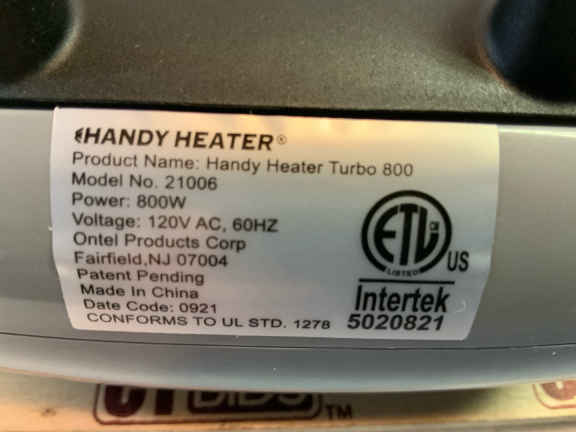 HANDY HEATER®
Product Name: Handy Heater Turbo 800
Model No. 21006
Power: 800W
Voltage: 120V AC, 60HZ
Ontel Products Corp
Fairfield,NJ 07004
Patent Pending
Made In China
Date Code: 0921
CONFORMS TO UL STD. 1278
ETL
LISTED
US
Intertek
5020821
TM